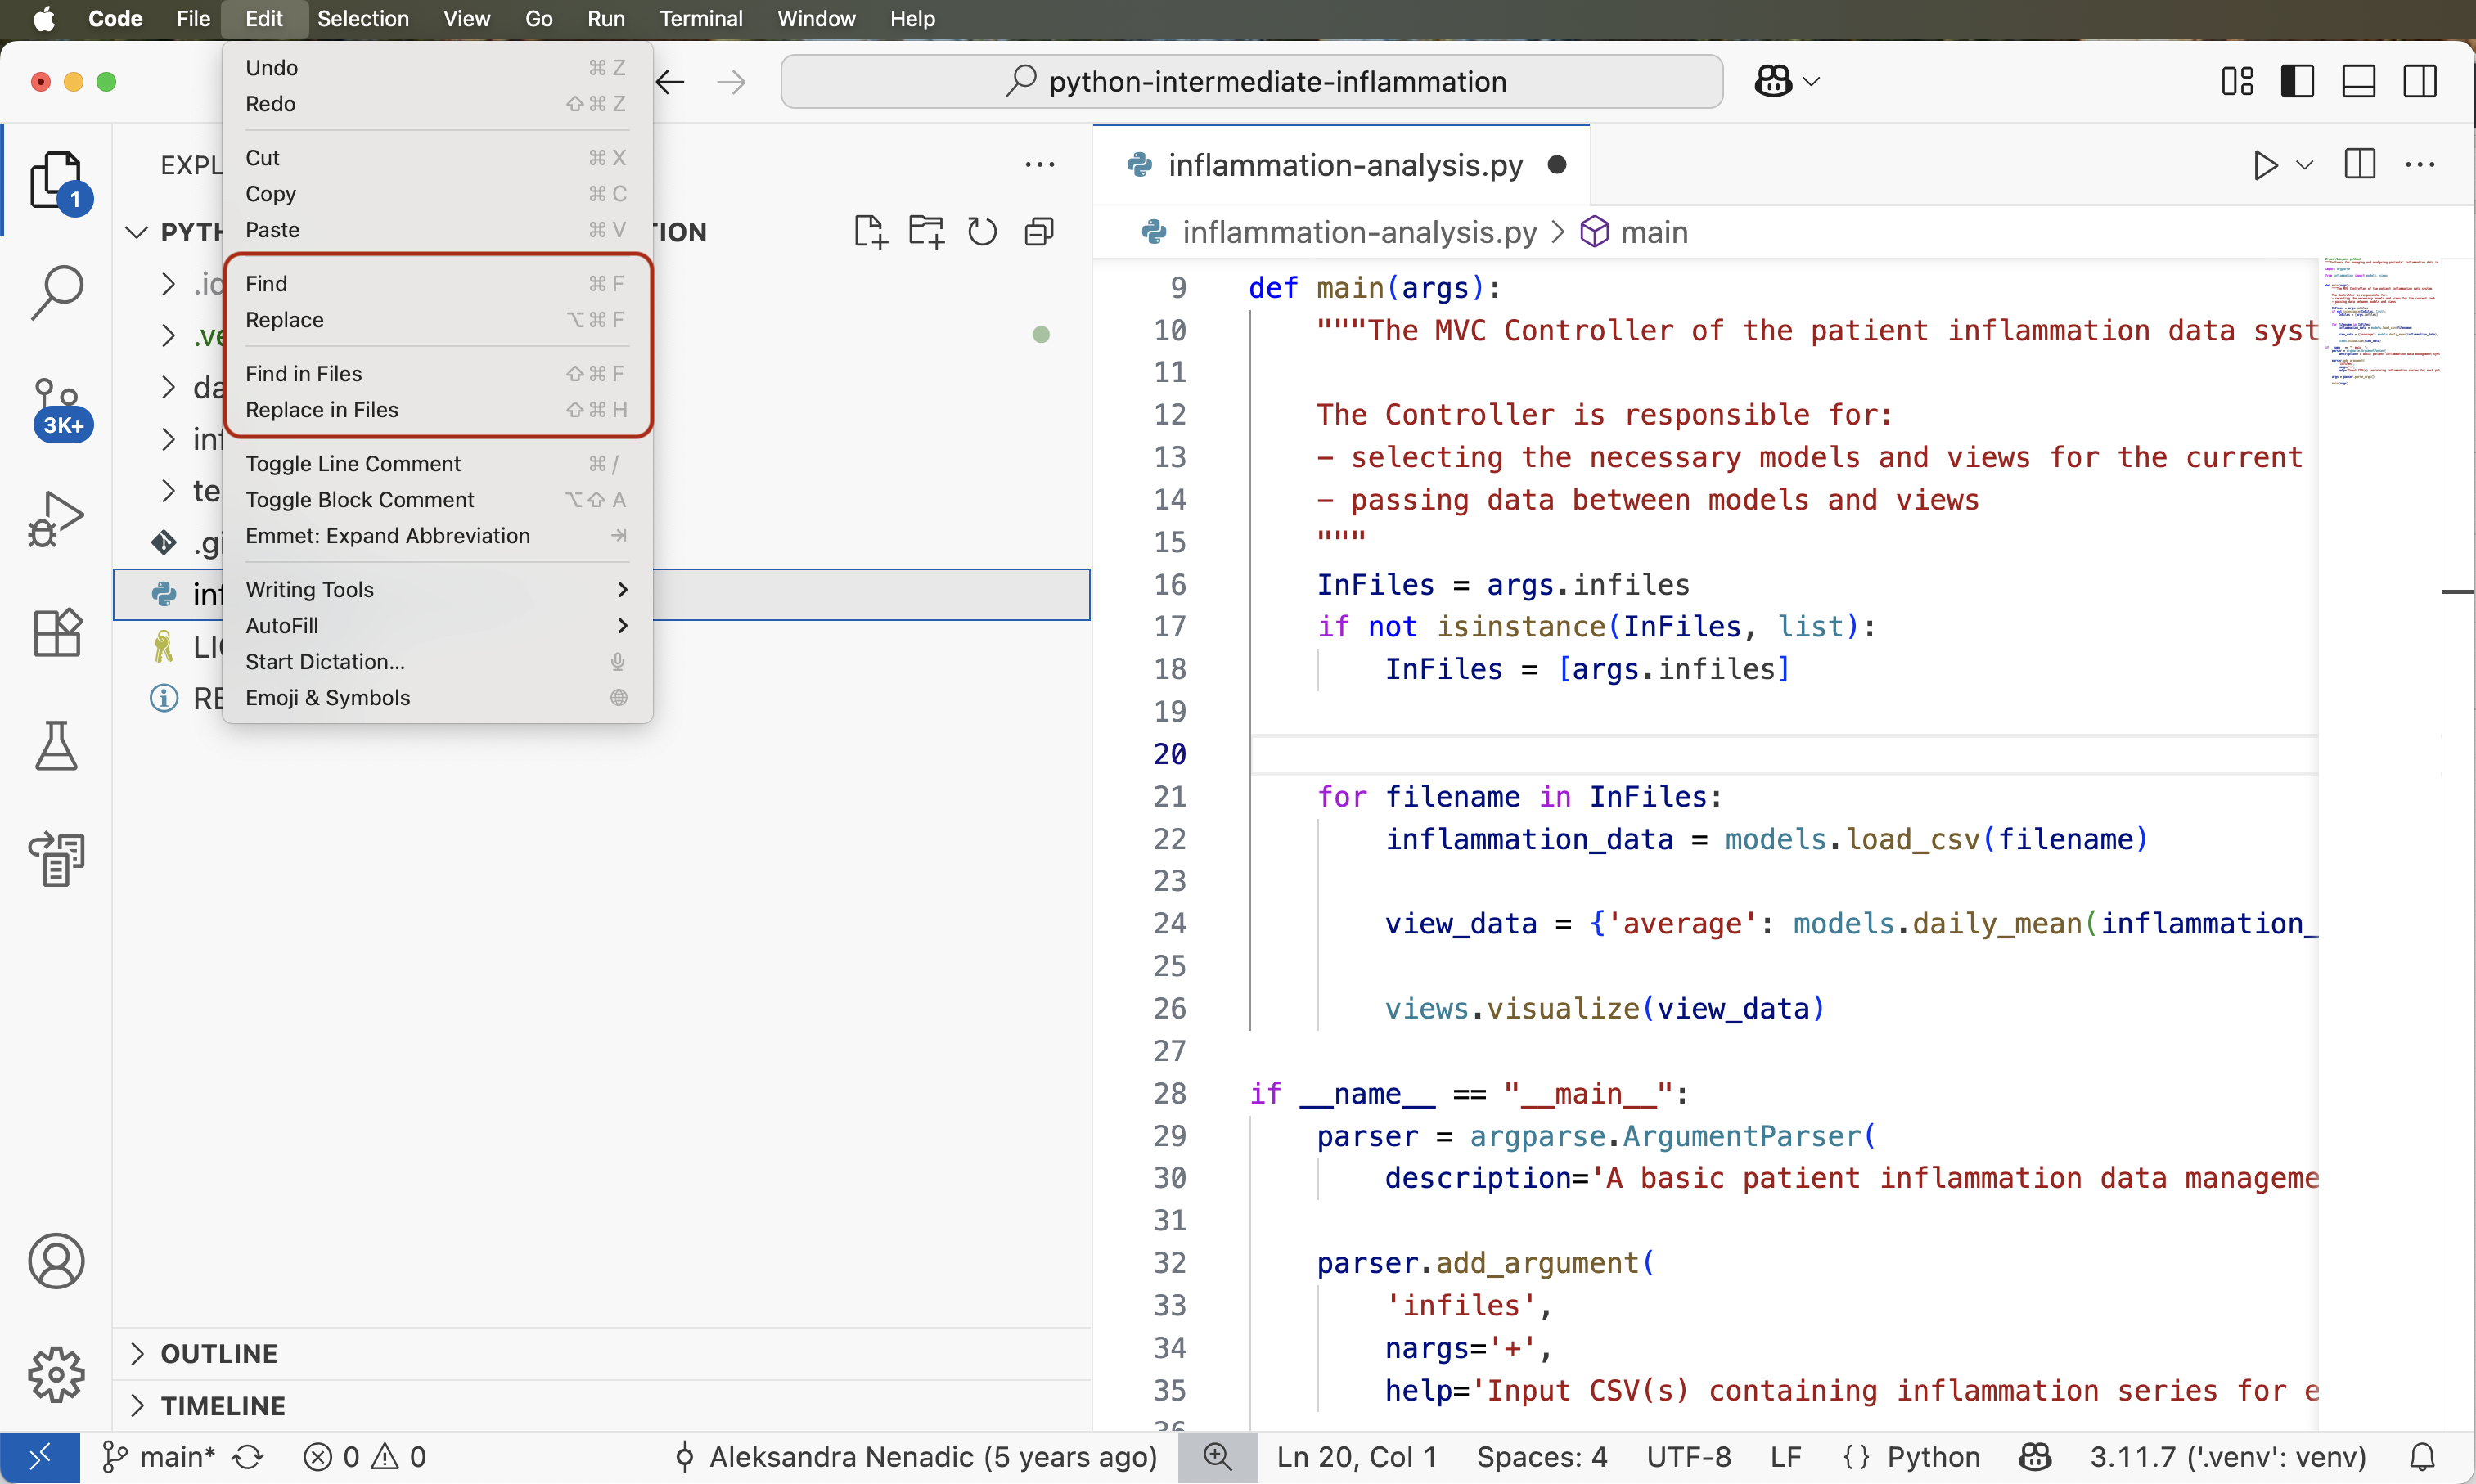 Code File Edit Selection View Go Run Terminal Window Help
python-intermediate-inflammation
Undo ⌘ Z
Redo ⇧ ⌘ Z
Cut ⌘ X
Copy ⌘ C
Paste ⌘ V
Find ⌘ F
Replace ⌥ ⌘ F
Find in Files ⇧ ⌘ F
Replace in Files ⇧ ⌘ H
Toggle Line Comment ⌘ /
Toggle Block Comment ⌥ ⇧ A
Emmet: Expand Abbreviation ⇥
Writing Tools
AutoFill
Start Dictation...
Emoji & Symbols
1
3K+
EXPL
PYTH ION
.id
.ve
da
inf
te
.gi
inf
LIC
RE
OUTLINE
TIMELINE
inflammation-analysis.py
inflammation-analysis.py > main
9 def main(args):
10 """The MVC Controller of the patient inflammation data syst
11
12 The Controller is responsible for:
13 - selecting the necessary models and views for the current
14 - passing data between models and views
15 """
16 InFiles = args.infiles
17 if not isinstance(InFiles, list):
18 InFiles = [args.infiles]
19
20
21 for filename in InFiles:
22 inflammation_data = models.load_csv(filename)
23
24 view_data = {'average': models.daily_mean(inflammation_
25
26 views.visualize(view_data)
27
28 if __name__ == "__main__":
29 parser = argparse.ArgumentParser(
30 description='A basic patient inflammation data manageme
31
32 parser.add_argument(
33 'infiles',
34 nargs='+',
35 help='Input CSV(s) containing inflammation series for e
36
main* 0 0 Aleksandra Nenadic (5 years ago) Ln 20, Col 1 Spaces: 4 UTF-8 LF {} Python 3.11.7 ('.venv': venv)